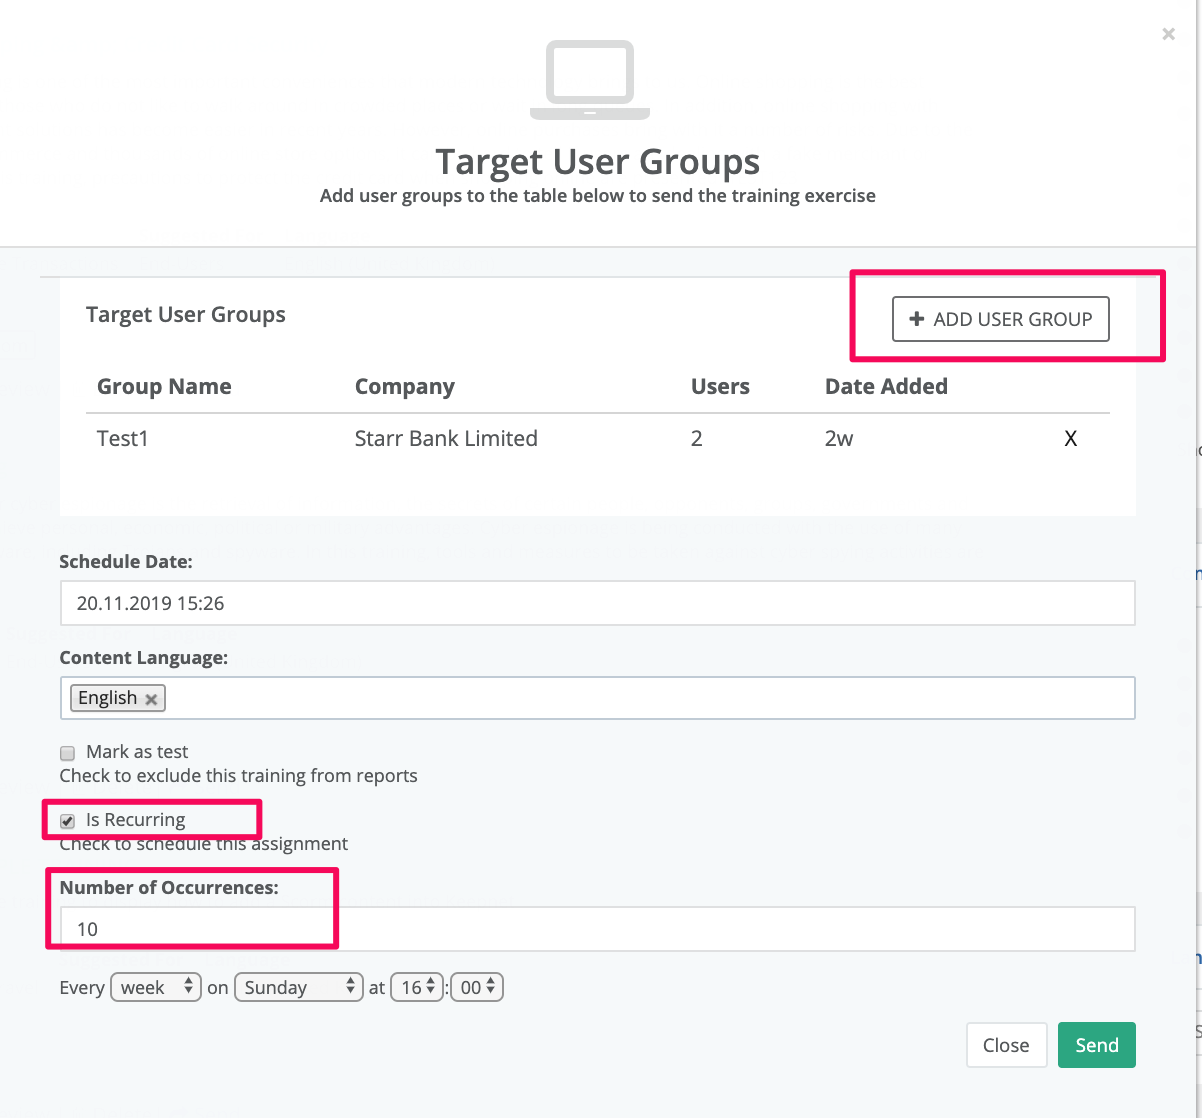 ×
Target User Groups
Add user groups to the table below to send the training exercise
Target User Groups
+ ADD USER GROUP
Group Name Company Users Date Added
Test1 Starr Bank Limited 2 2w X
Schedule Date:
20.11.2019 15:26
Content Language:
English ×
Mark as test
Check to exclude this training from reports
Is Recurring
Check to schedule this assignment
Number of Occurrences:
10
Every week on Sunday at 16 : 00
Close Send